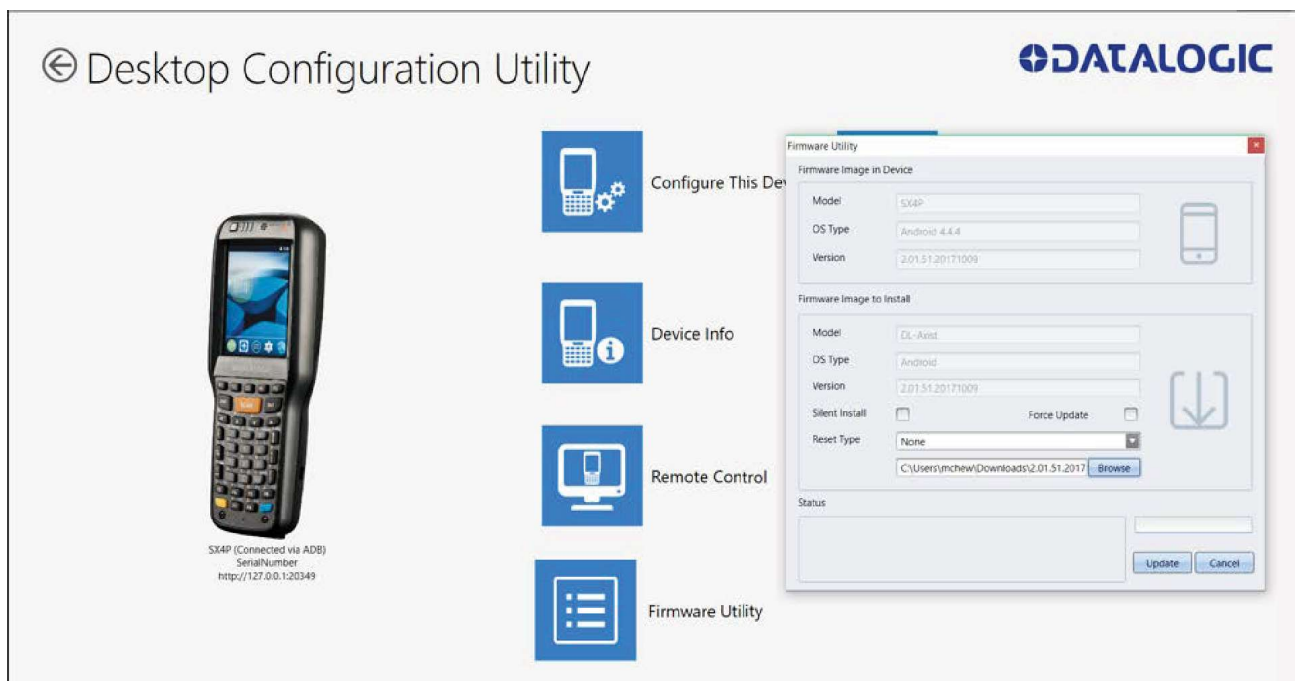 Desktop Configuration Utility
DATALOGIC
Configure This Dev
Device Info
Remote Control
Firmware Utility
SX4P (Connected via ADB)
SerialNumber
http://127.0.0.1:20349
Firmware Utility
Firmware Image in Device
Model SX4P
OS Type Android 4.4.4
Version 2.01.51.20171009
Firmware Image to Install
Model DL-Axist
OS Type Android
Version 2.01.51.20171009
Silent Install Force Update
Reset Type None
C:\Users\mchew\Downloads\2.01.51.2017 Browse
Status
Update Cancel